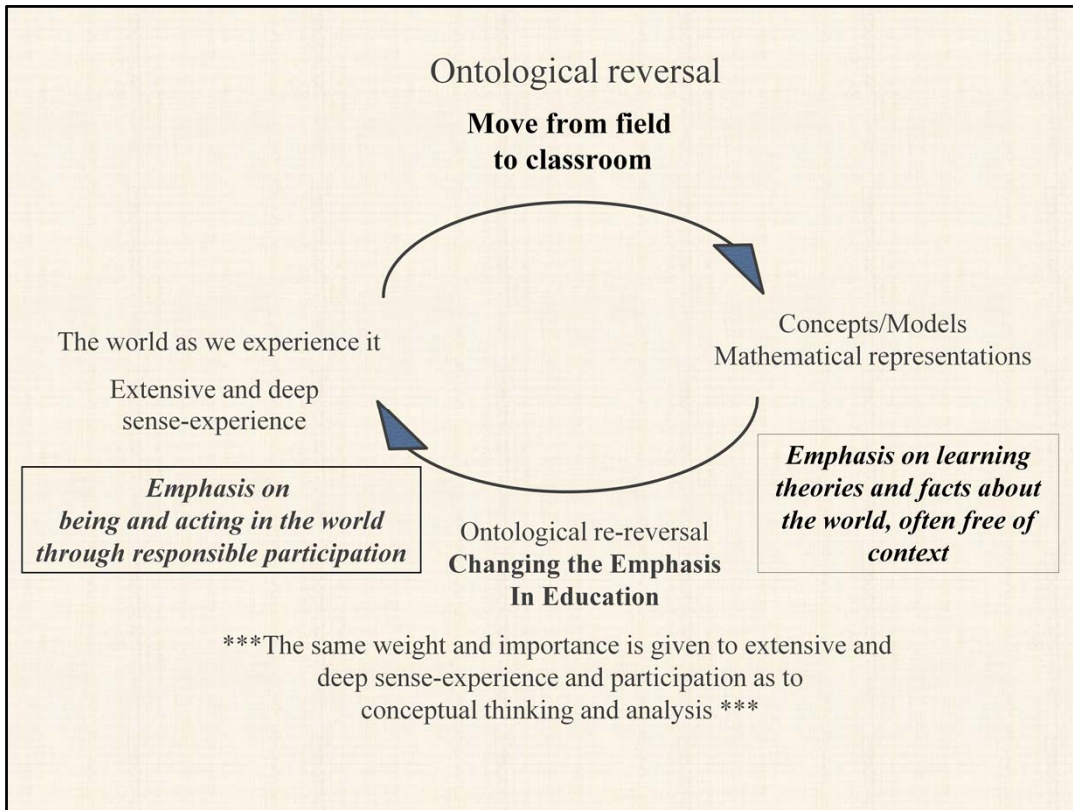 Ontological reversal
Move from field
to classroom
The world as we experience it
Extensive and deep
sense-experience
Concepts/Models
Mathematical representations
Emphasis on
being and acting in the world
through responsible participation
Emphasis on learning
theories and facts about
the world, often free of
context
Ontological re-reversal
Changing the Emphasis
In Education
***The same weight and importance is given to extensive and
deep sense-experience and participation as to
conceptual thinking and analysis ***